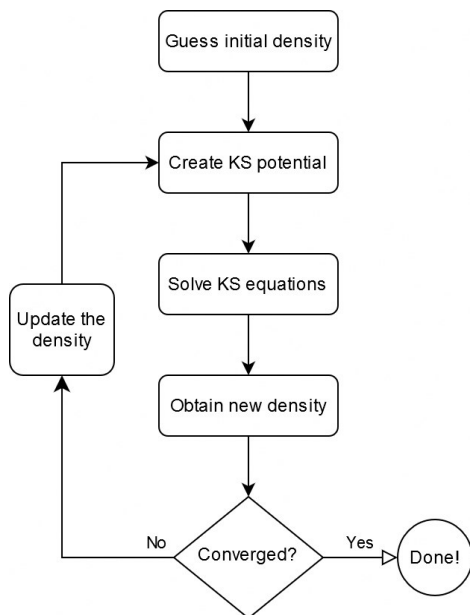 Guess initial density
Create KS potential
Solve KS equations
Update the
density
Obtain new density
No
Converged?
Yes
Done!